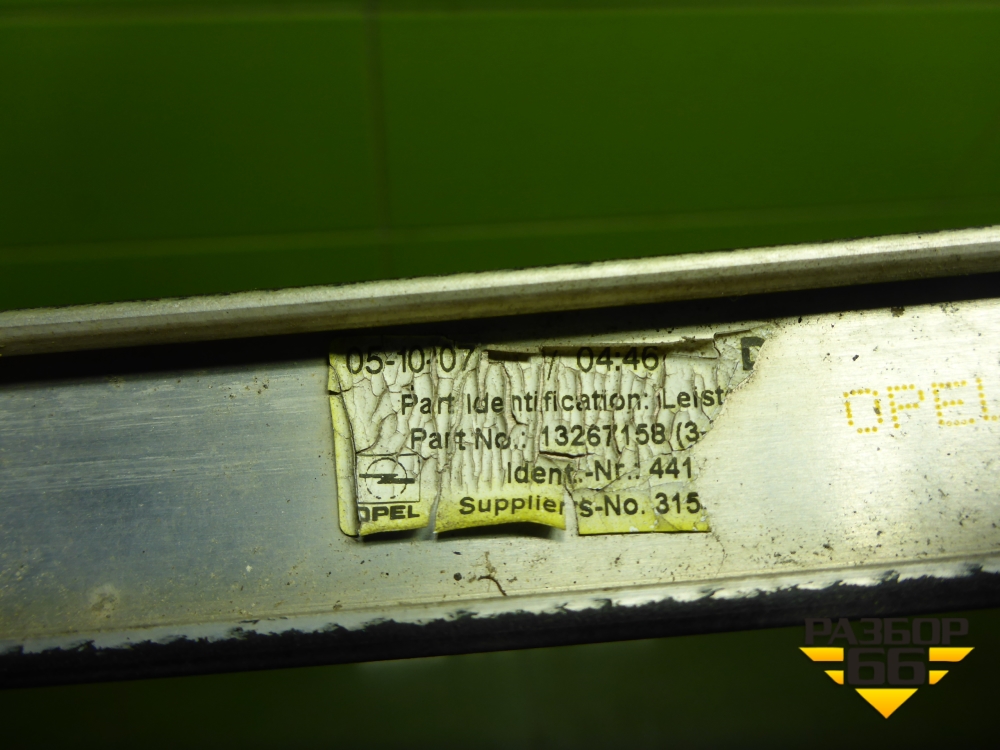 05-10-07 / 04:46 D
Part Identification: Leist
Part No.: 13267158 (3
Ident.-Nr.: 441
OPEL
Suppliers-No. 315
OPEL
РАЗБОР
66